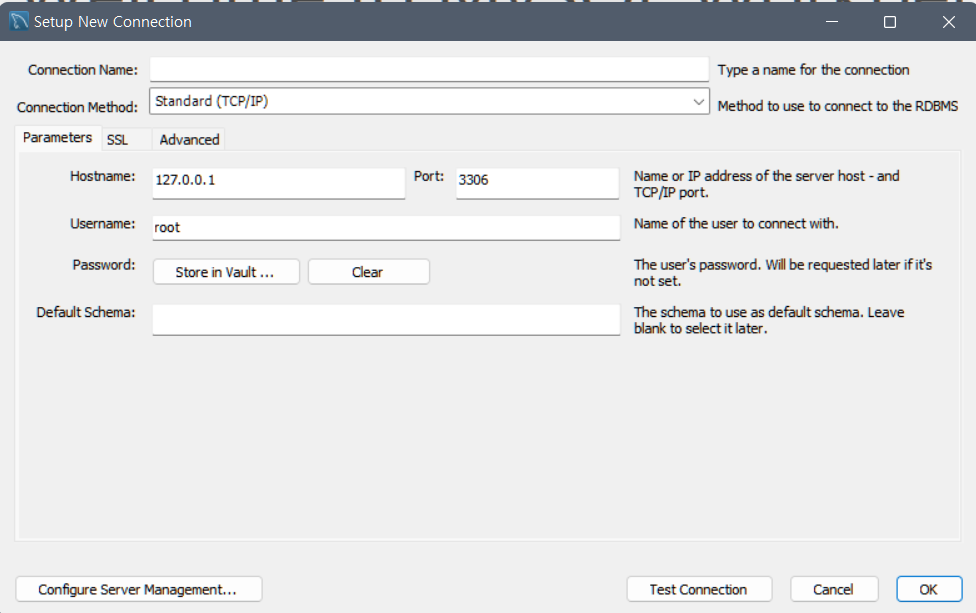 Setup New Connection
Connection Name:
Type a name for the connection
Connection Method:
Standard (TCP/IP)
Method to use to connect to the RDBMS
Parameters SSL Advanced
Hostname:
127.0.0.1
Port:
3306
Name or IP address of the server host - and
TCP/IP port.
Username:
root
Name of the user to connect with.
Password:
Store in Vault ...
Clear
The user's password. Will be requested later if it's
not set.
Default Schema:
The schema to use as default schema. Leave
blank to select it later.
Configure Server Management...
Test Connection
Cancel
OK